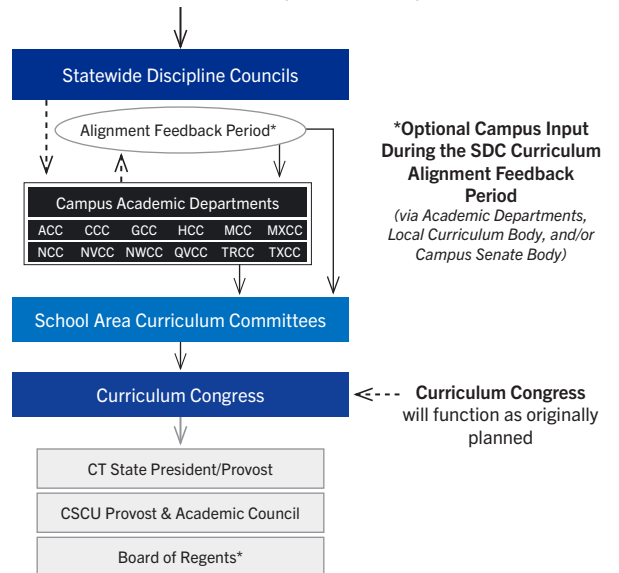 Statewide Discipline Councils
Alignment Feedback Period*
*Optional Campus Input
During the SDC Curriculum
Alignment Feedback
Period
(via Academic Departments,
Local Curriculum Body, and/or
Campus Senate Body)
Campus Academic Departments
ACC CCC GCC HCC MCC MXCC
NCC NVCC NWCC QVCC TRCC TXCC
School Area Curriculum Committees
Curriculum Congress
Curriculum Congress
will function as originally
planned
CT State President/Provost
CSCU Provost & Academic Council
Board of Regents*